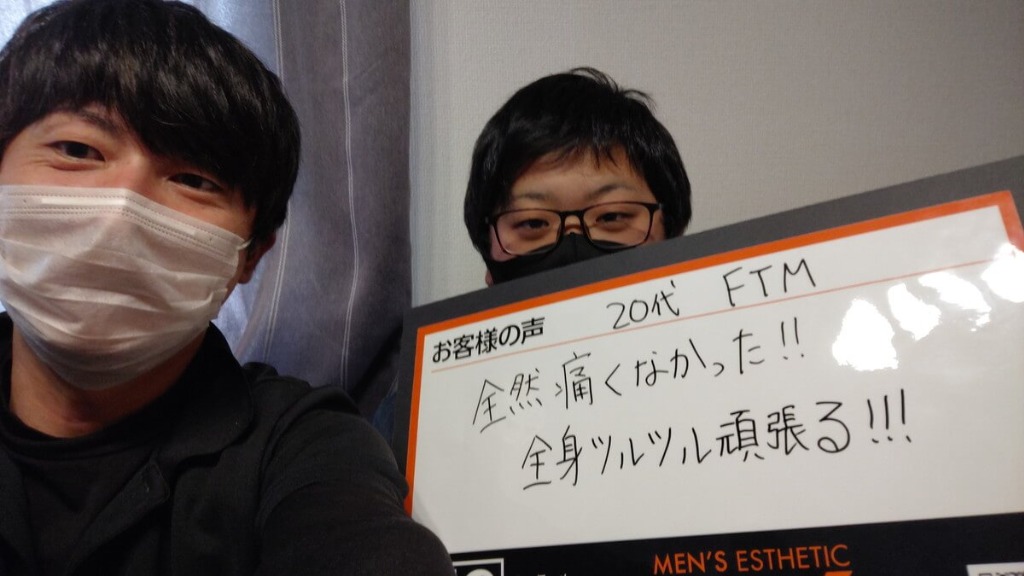 お客様の声 20代 FTM
全然痛くなかった!!
全身ツルツル頑張る!!!
MEN'S ESTHETIC